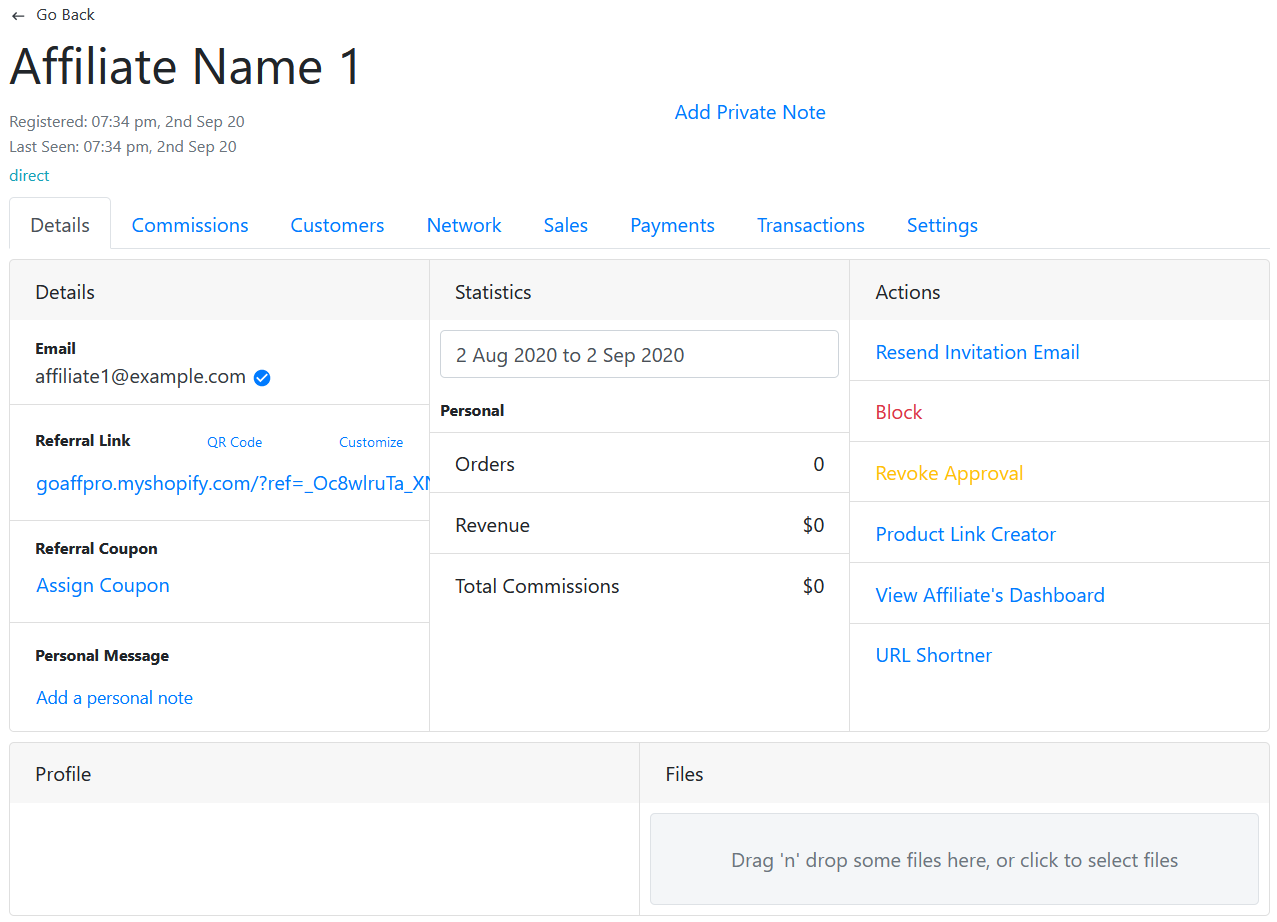 ← Go Back
Affiliate Name 1
Registered: 07:34 pm, 2nd Sep 20
Last Seen: 07:34 pm, 2nd Sep 20
direct
Add Private Note
Details Commissions Customers Network Sales Payments Transactions Settings
Details
Email
affiliate1@example.com
Referral Link QR Code Customize
goaffpro.myshopify.com/?ref=_Oc8wlruTa_XN
Referral Coupon
Assign Coupon
Personal Message
Add a personal note
Statistics
2 Aug 2020 to 2 Sep 2020
Personal
Orders 0
Revenue $0
Total Commissions $0
Actions
Resend Invitation Email
Block
Revoke Approval
Product Link Creator
View Affiliate's Dashboard
URL Shortner
Profile
Files
Drag 'n' drop some files here, or click to select files